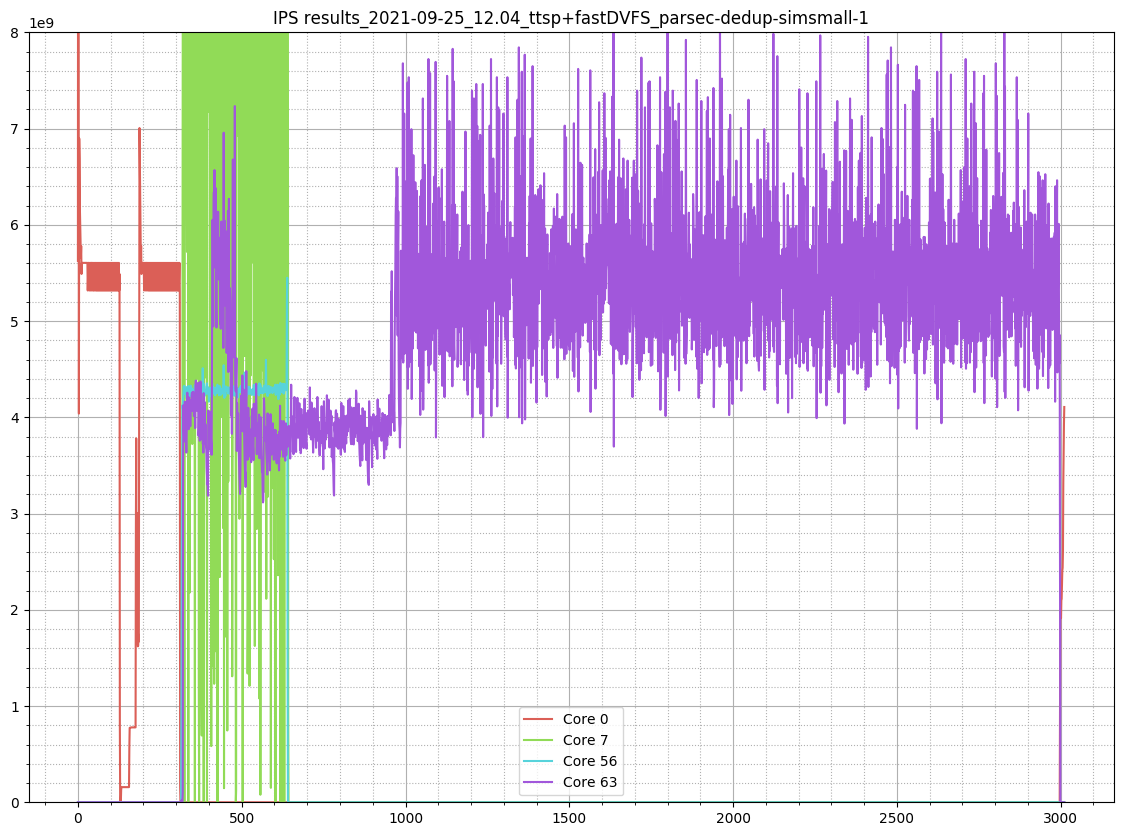 IPS results_2021-09-25_12.04_ttsp+fastDVFS_parsec-dedup-simsmall-1
1e9
8
7
6
5
4
3
2
1
0
Core 0
Core 7
Core 56
Core 63
0 500 1000 1500 2000 2500 3000